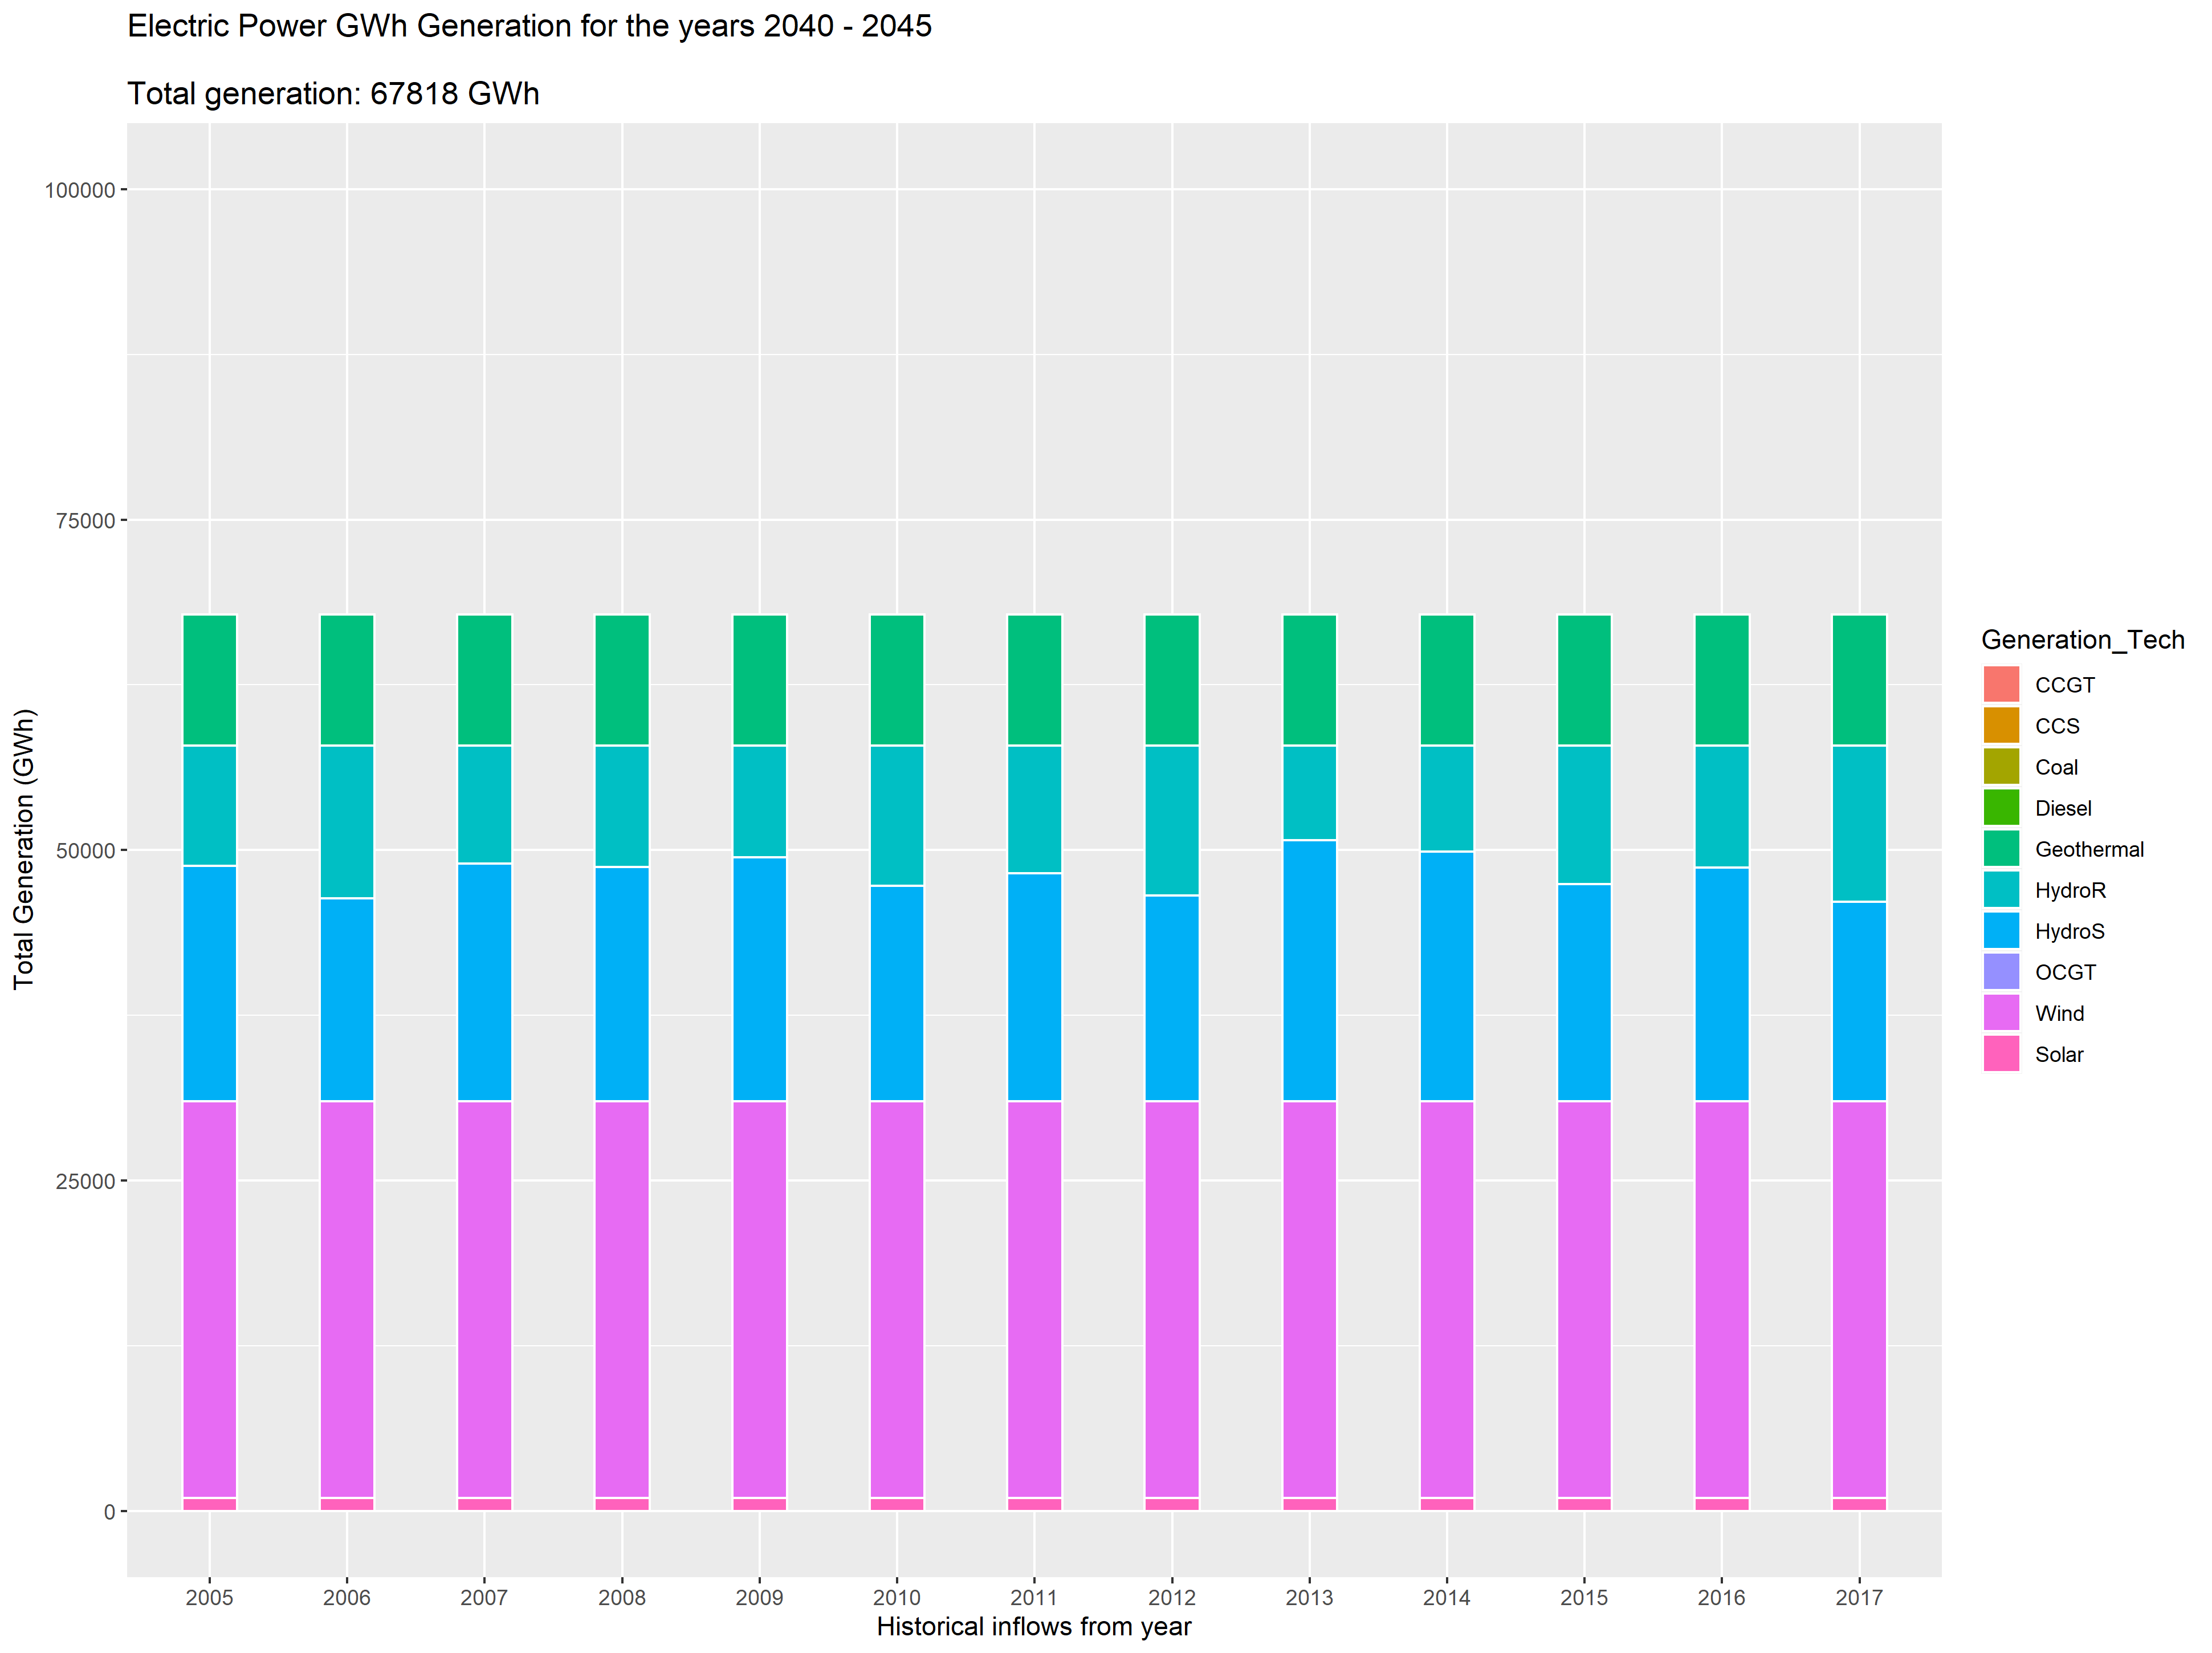 Electric Power GWh Generation for the years 2040 - 2045
Total generation: 67818 GWh
Total Generation (GWh)
100000
75000
50000
25000
0
2005 2006 2007 2008 2009 2010 2011 2012 2013 2014 2015 2016 2017
Historical inflows from year
Generation_Tech
CCGT
CCS
Coal
Diesel
Geothermal
HydroR
HydroS
OCGT
Wind
Solar